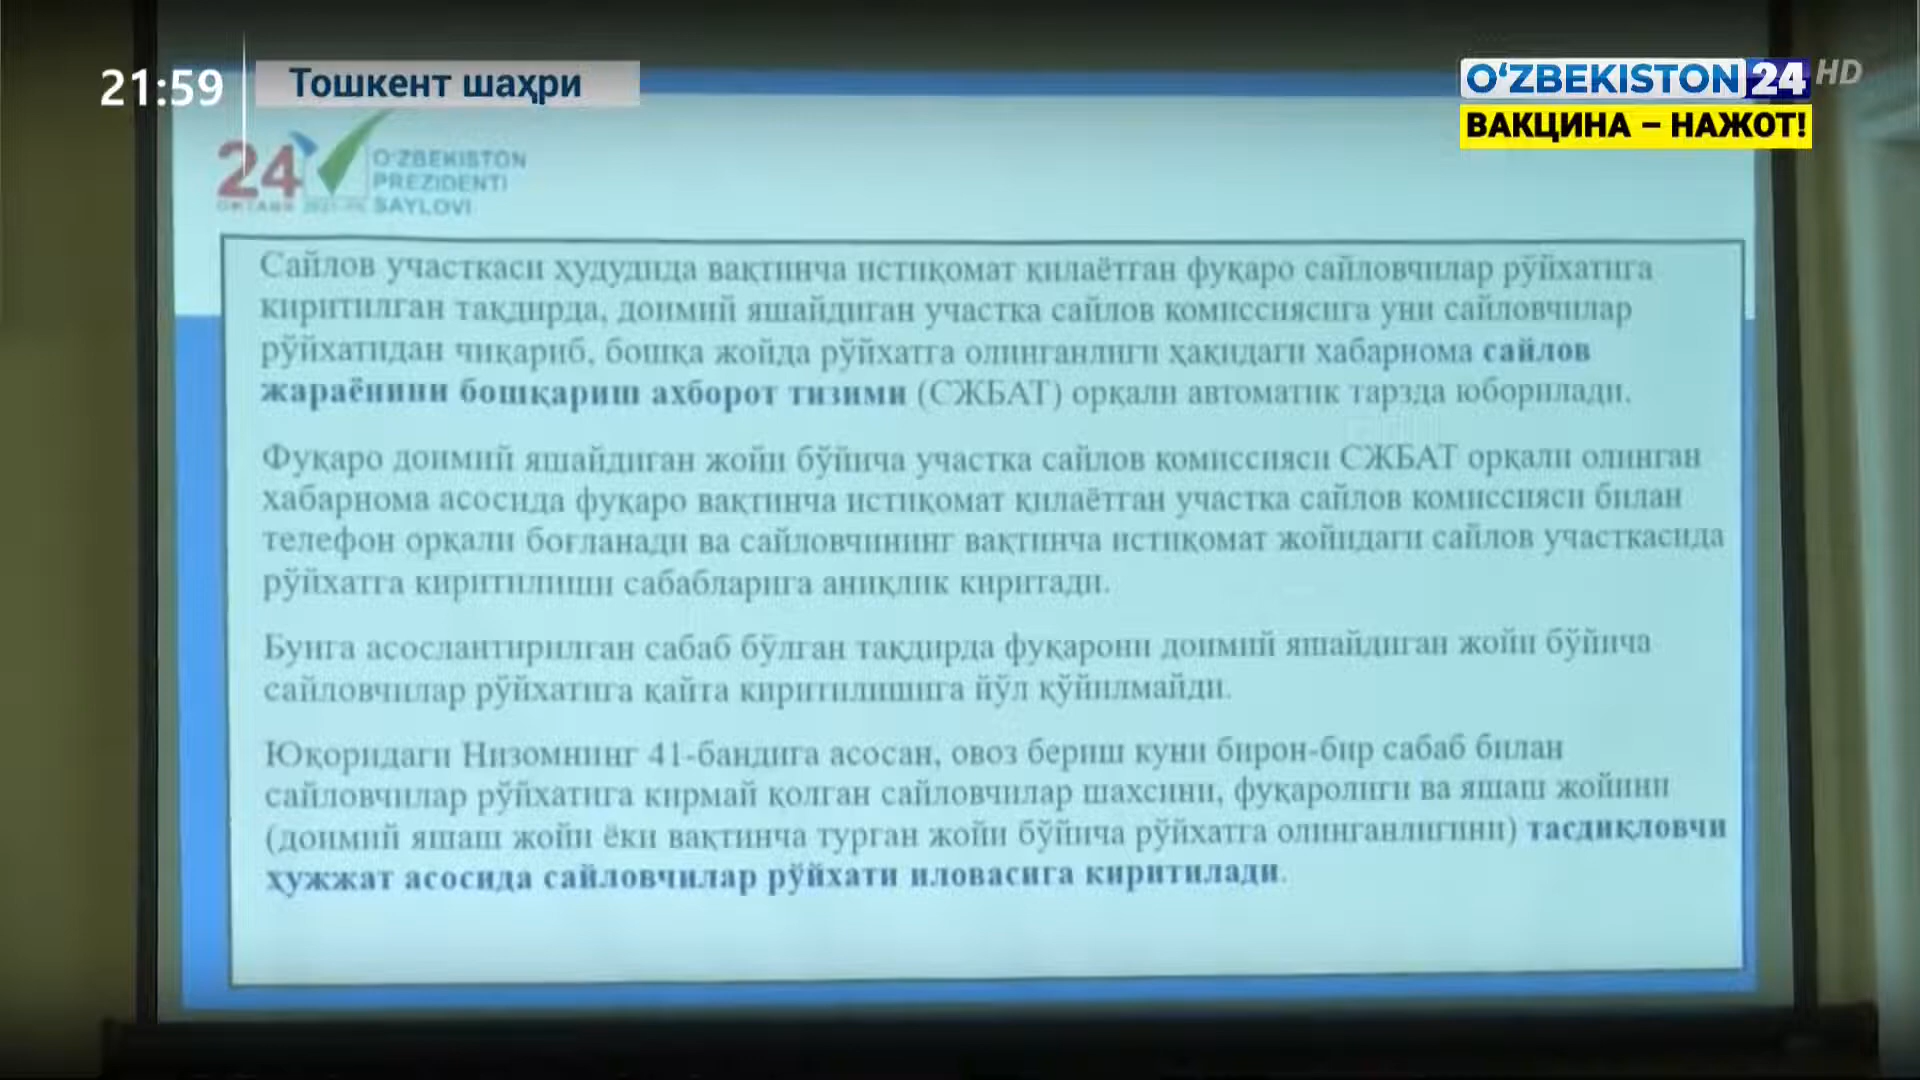 21:59
Тошкент шаҳри
O‘ZBEKISTON 24 HD
ВАКЦИНА – НАЖОТ!
24
O‘ZBEKISTON
PREZIDENTI
SAYLOVI
Сайлов участкаси ҳудудида вақтинча истиқомат қилаётган фуқаро сайловчилар рўйхатига
киритилган тақдирда, доимий яшайдиган участка сайлов комиссиясига уни сайловчилар
рўйхатидан чиқариб, бошқа жойда рўйхатга олинганлиги ҳақидаги хабарнома сайлов
жараёнини бошқариш ахборот тизими (СЖБАТ) орқали автоматик тарзда юборилади.
Фуқаро доимий яшайдиган жойи бўйича участка сайлов комиссияси СЖБАТ орқали олинган
хабарнома асосида фуқаро вақтинча истиқомат қилаётган участка сайлов комиссияси билан
телефон орқали боғланади ва сайловчининг вақтинча истиқомат жойидаги сайлов участкасида
рўйхатга киритилиши сабабларига аниқлик киритади.
Бунга асослантирилган сабаб бўлган тақдирда фуқарони доимий яшайдиган жойи бўйича
сайловчилар рўйхатига қайта киритилишига йўл қўйилмайди.
Юқоридаги Низомнинг 41-бандига асосан, овоз бериш куни бирон-бир сабаб билан
сайловчилар рўйхатига кирмай қолган сайловчилар шахсини, фуқаролиги ва яшаш жойини
(доимий яшаш жойи ёки вақтинча турган жойи бўйича рўйхатга олинганлигини) тасдиқловчи
ҳужжат асосида сайловчилар рўйхати иловасига киритилади.